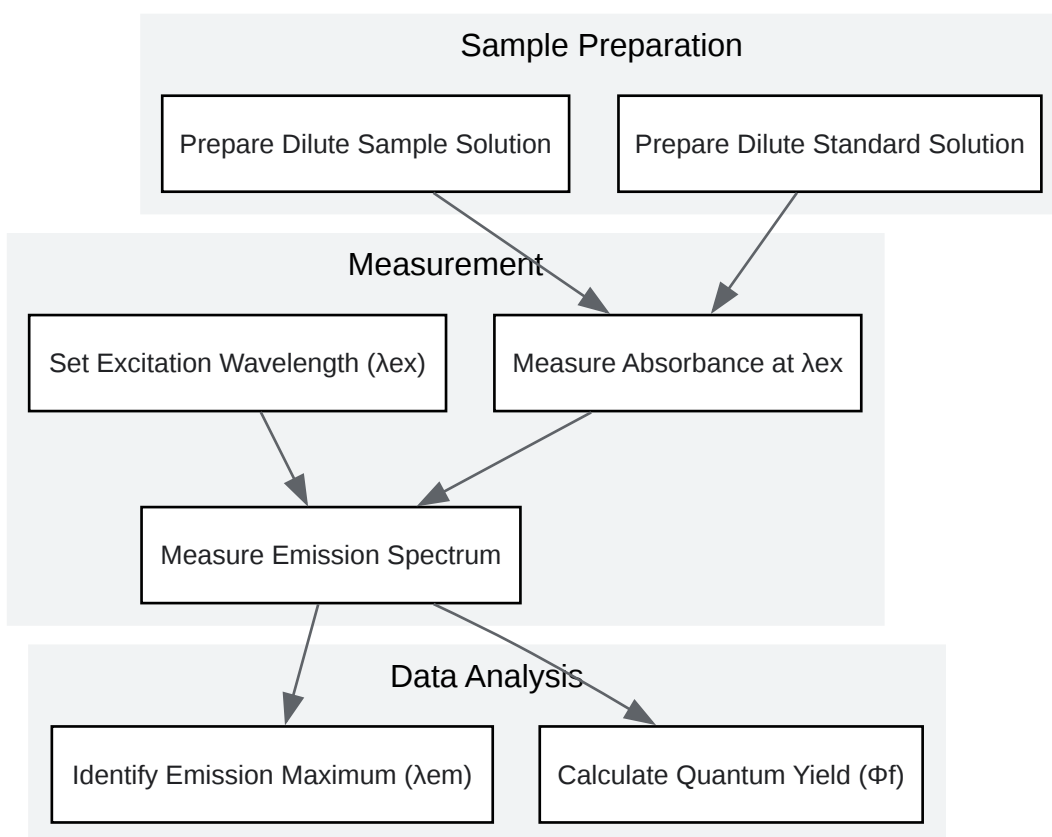 Sample Preparation
Prepare Dilute Sample Solution
Prepare Dilute Standard Solution
Measurement
Set Excitation Wavelength (λex)
Measure Absorbance at λex
Measure Emission Spectrum
Data Analysis
Identify Emission Maximum (λem)
Calculate Quantum Yield (Φf)